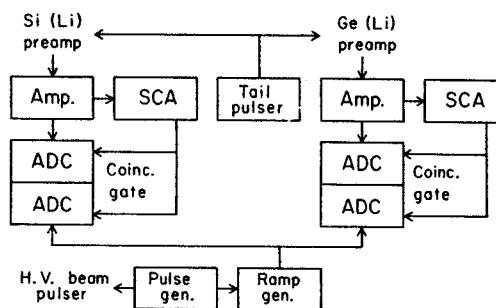 Si (Li)
preamp
Ge (Li)
preamp
Amp.
SCA
Tail
pulser
Amp.
SCA
ADC
ADC
Coinc.
gate
ADC
ADC
Coinc.
gate
H.V. beam
pulser
Pulse
gen.
Ramp
gen.